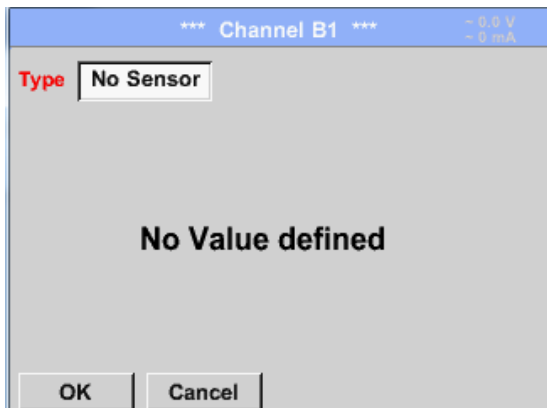 *** Channel B1 ***
~ 0.0 V
~ 0 mA
Type No Sensor
No Value defined
OK Cancel